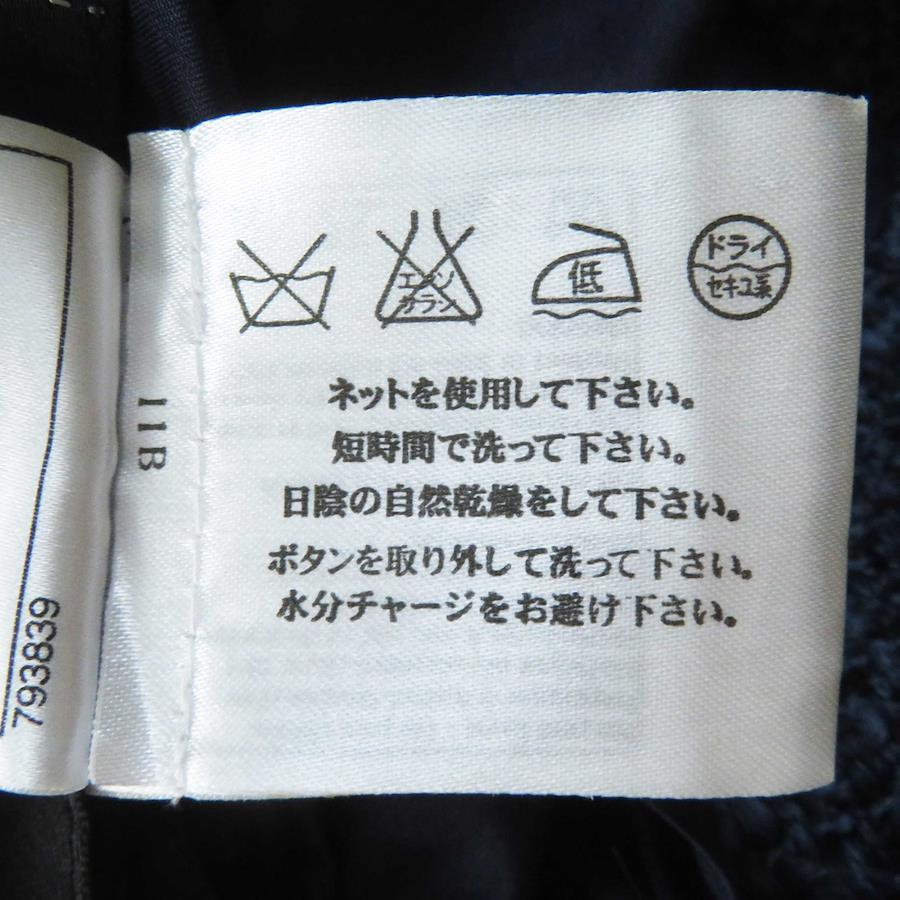 エンソ
カラン
低
ドライ
セキユ系
ネットを使用して下さい。
短時間で洗って下さい。
日陰の自然乾燥をして下さい。
ボタンを取り外して洗って下さい。
水分チャージをお避け下さい。
11B
793839